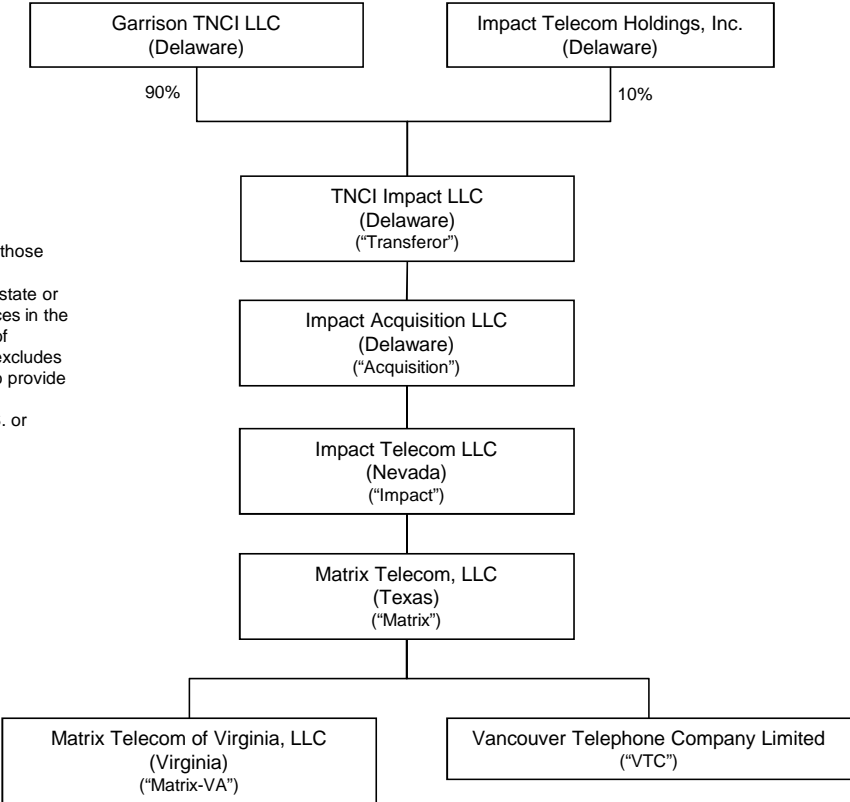 Garrison TNCI LLC
(Delaware)
Impact Telecom Holdings, Inc.
(Delaware)
90%
10%
TNCI Impact LLC
(Delaware)
(“Transferor”)
those
state or
ces in the
of
excludes
o provide
. or
Impact Acquisition LLC
(Delaware)
(“Acquisition”)
Impact Telecom LLC
(Nevada)
(“Impact”)
Matrix Telecom, LLC
(Texas)
(“Matrix”)
Matrix Telecom of Virginia, LLC
(Virginia)
(“Matrix-VA”)
Vancouver Telephone Company Limited
(“VTC”)